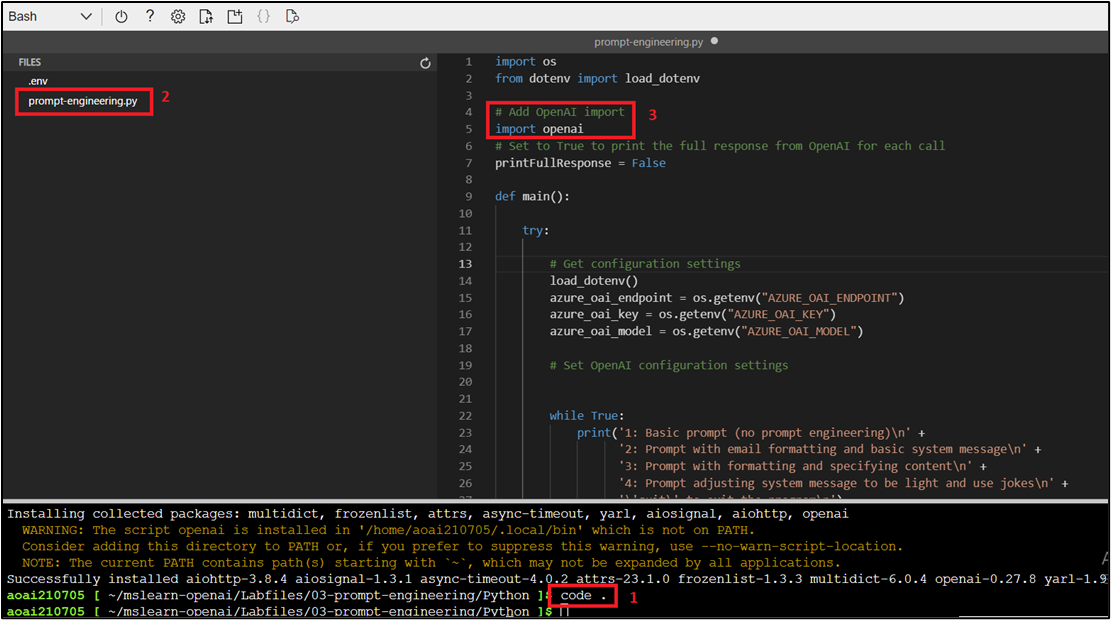 Bash
prompt-engineering.py
FILES
.env
prompt-engineering.py 2
1 import os
2 from dotenv import load_dotenv
3
4 # Add OpenAI import 3
5 import openai
6 # Set to True to print the full response from OpenAI for each call
7 printFullResponse = False
8
9 def main():
10
11 try:
12
13 # Get configuration settings
14 load_dotenv()
15 azure_oai_endpoint = os.getenv("AZURE_OAI_ENDPOINT")
16 azure_oai_key = os.getenv("AZURE_OAI_KEY")
17 azure_oai_model = os.getenv("AZURE_OAI_MODEL")
18
19 # Set OpenAI configuration settings
20
21
22 while True:
23 print('1: Basic prompt (no prompt engineering)\n' +
24 '2: Prompt with email formatting and basic system message\n' +
25 '3: Prompt with formatting and specifying content\n' +
26 '4: Prompt adjusting system message to be light and use jokes\n' +
Installing collected packages: multidict, frozenlist, attrs, async-timeout, yarl, aiosignal, aiohttp, openai
WARNING: The script openai is installed in '/home/aoai210705/.local/bin' which is not on PATH.
Consider adding this directory to PATH or, if you prefer to suppress this warning, use --no-warn-script-location.
NOTE: The current PATH contains path(s) starting with `~`, which may not be expanded by all applications.
Successfully installed aiohttp-3.8.4 aiosignal-1.3.1 async-timeout-4.0.2 attrs-23.1.0 frozenlist-1.3.3 multidict-6.0.4 openai-0.27.8 yarl-1.9
aoai210705 [ ~/mslearn-openai/Labfiles/03-prompt-engineering/Python ]$ code . 1
aoai210705 [ ~/mslearn-openai/Labfiles/03-prompt-engineering/Python ]$